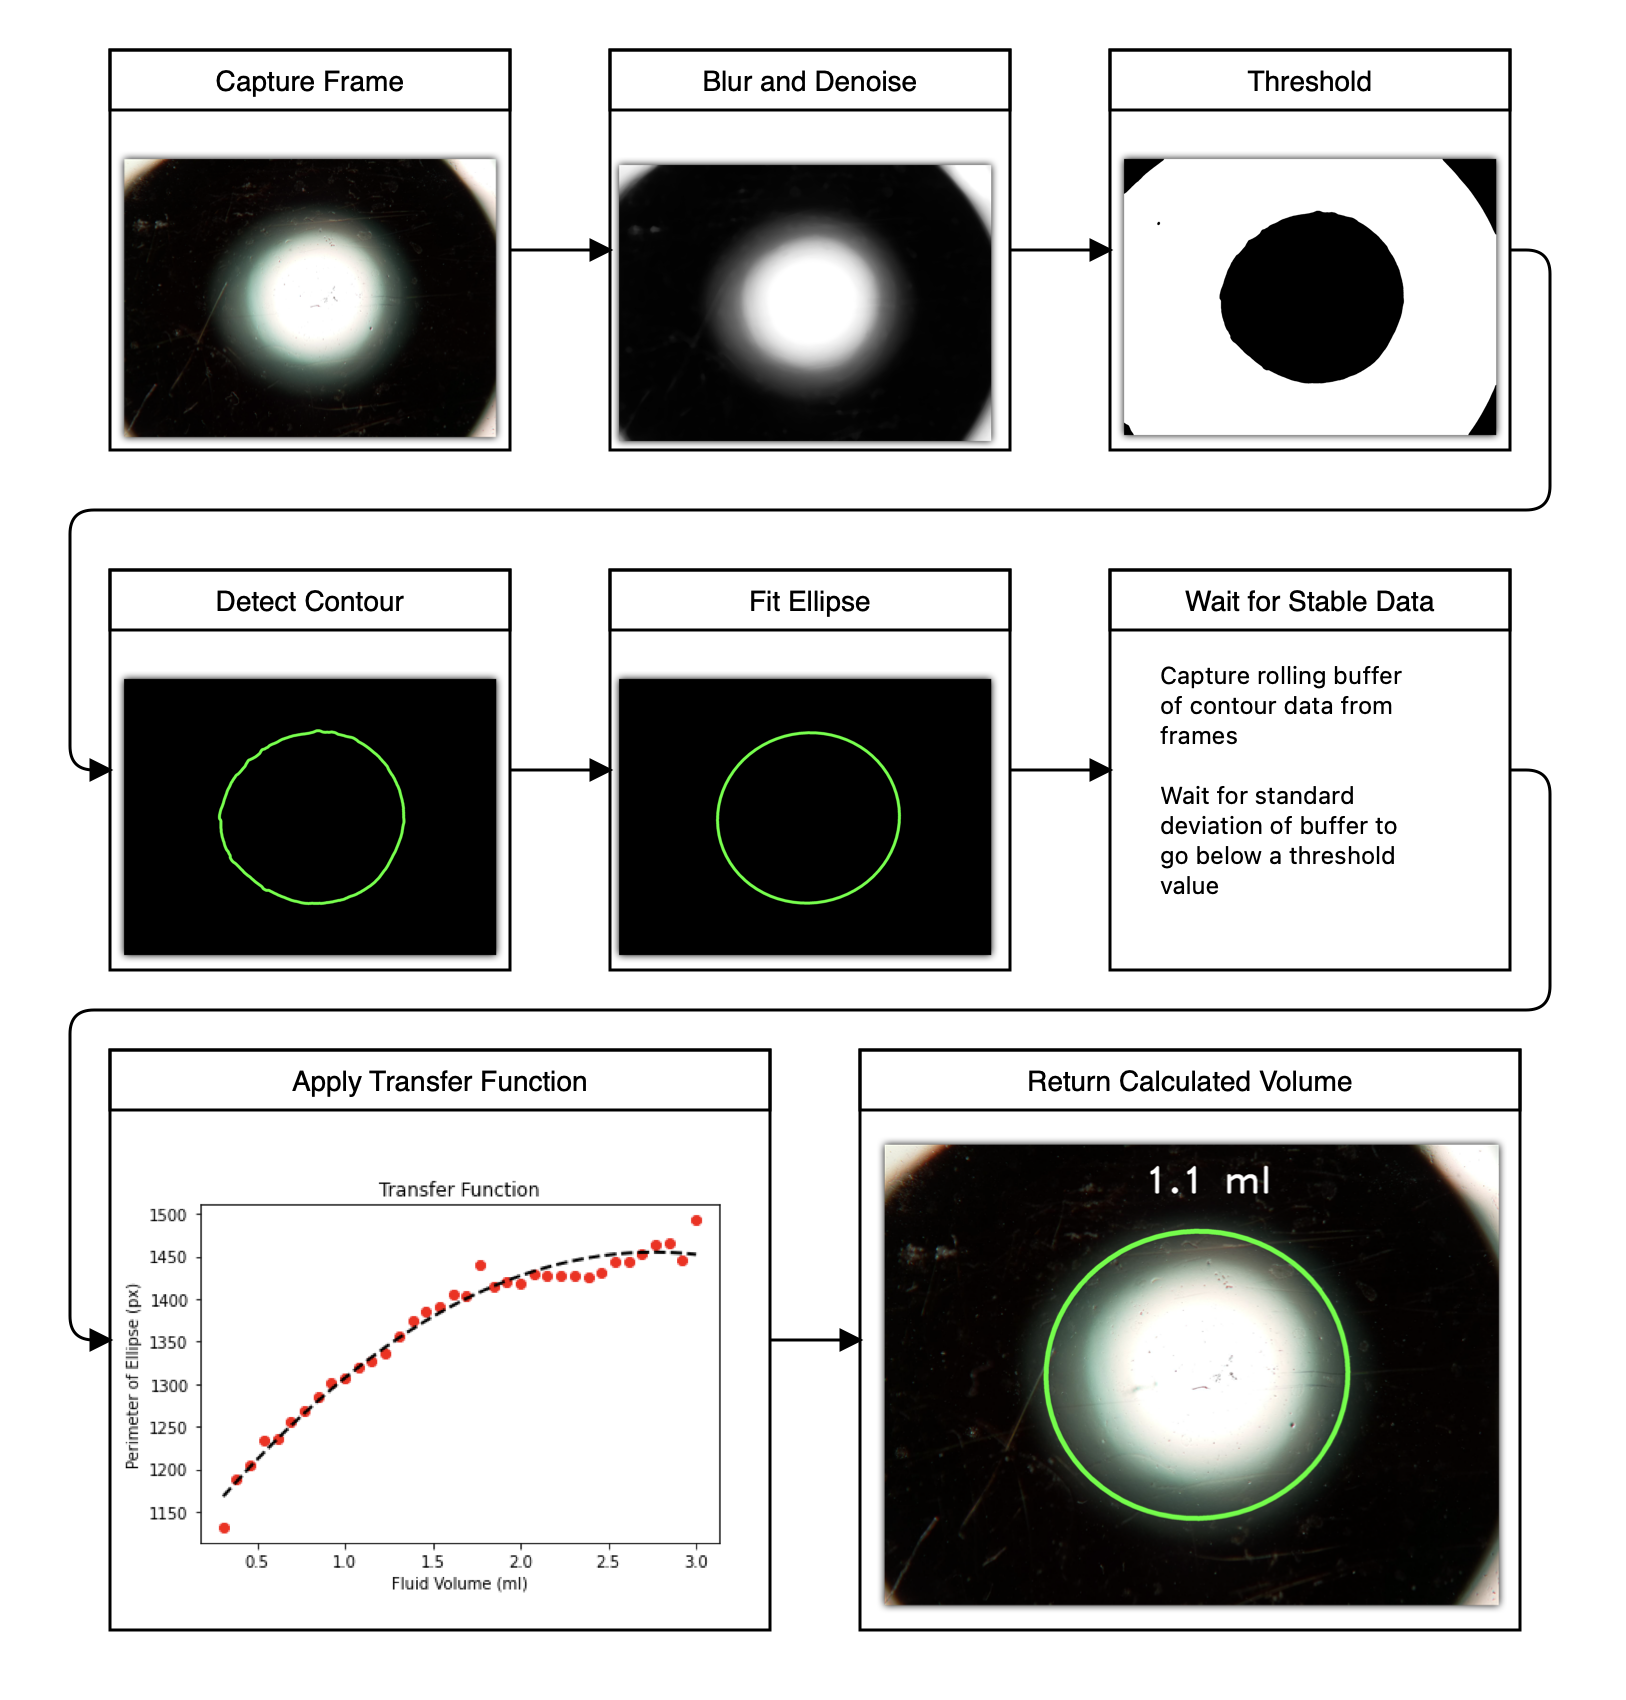 Capture Frame
Blur and Denoise
Threshold
Detect Contour
Fit Ellipse
Wait for Stable Data
Capture rolling buffer
of contour data from
frames
Wait for standard
deviation of buffer to
go below a threshold
value
Apply Transfer Function
Transfer Function
Perimeter of Ellipse (px)
1500
1450
1400
1350
1300
1250
1200
1150
0.5 1.0 1.5 2.0 2.5 3.0
Fluid Volume (ml)
Return Calculated Volume
1.1 ml